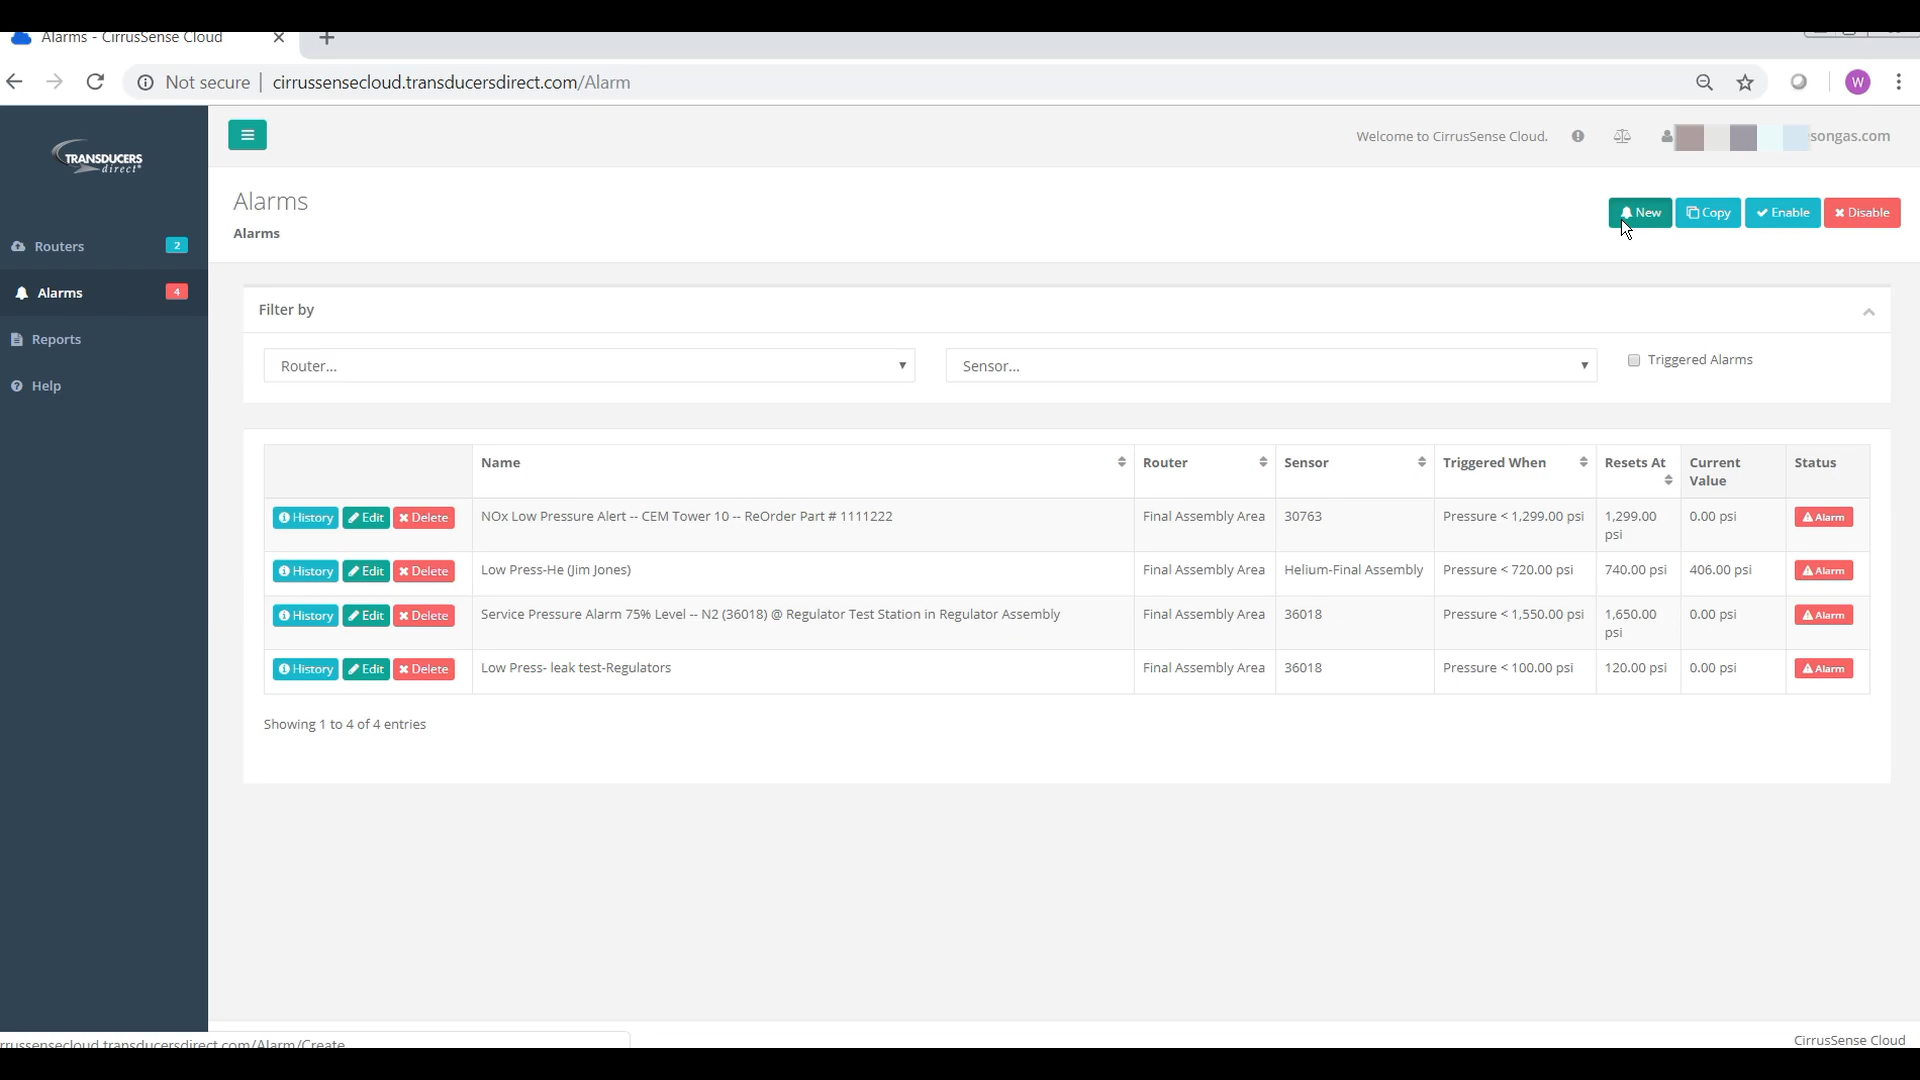 Alarms - CirrusSense Cloud
Not secure | cirrussensecloud.transducersdirect.com/Alarm
W
TRANSDUCERS
direct
Welcome to CirrusSense Cloud.
songas.com
Alarms
Alarms
New
Copy
Enable
Disable
Routers 2
Alarms 4
Reports
Help
Filter by
Router...
Sensor...
Triggered Alarms
Name Router Sensor Triggered When Resets At Current Value Status
History Edit Delete NOx Low Pressure Alert -- CEM Tower 10 -- ReOrder Part # 1111222 Final Assembly Area 30763 Pressure < 1,299.00 psi 1,299.00 psi 0.00 psi Alarm
History Edit Delete Low Press-He (Jim Jones) Final Assembly Area Helium-Final Assembly Pressure < 720.00 psi 740.00 psi 406.00 psi Alarm
History Edit Delete Service Pressure Alarm 75% Level -- N2 (36018) @ Regulator Test Station in Regulator Assembly Final Assembly Area 36018 Pressure < 1,550.00 psi 1,650.00 psi 0.00 psi Alarm
History Edit Delete Low Press- leak test-Regulators Final Assembly Area 36018 Pressure < 100.00 psi 120.00 psi 0.00 psi Alarm
Showing 1 to 4 of 4 entries
CirrusSense Cloud
rrussensecloud.transducersdirect.com/Alarm/Create